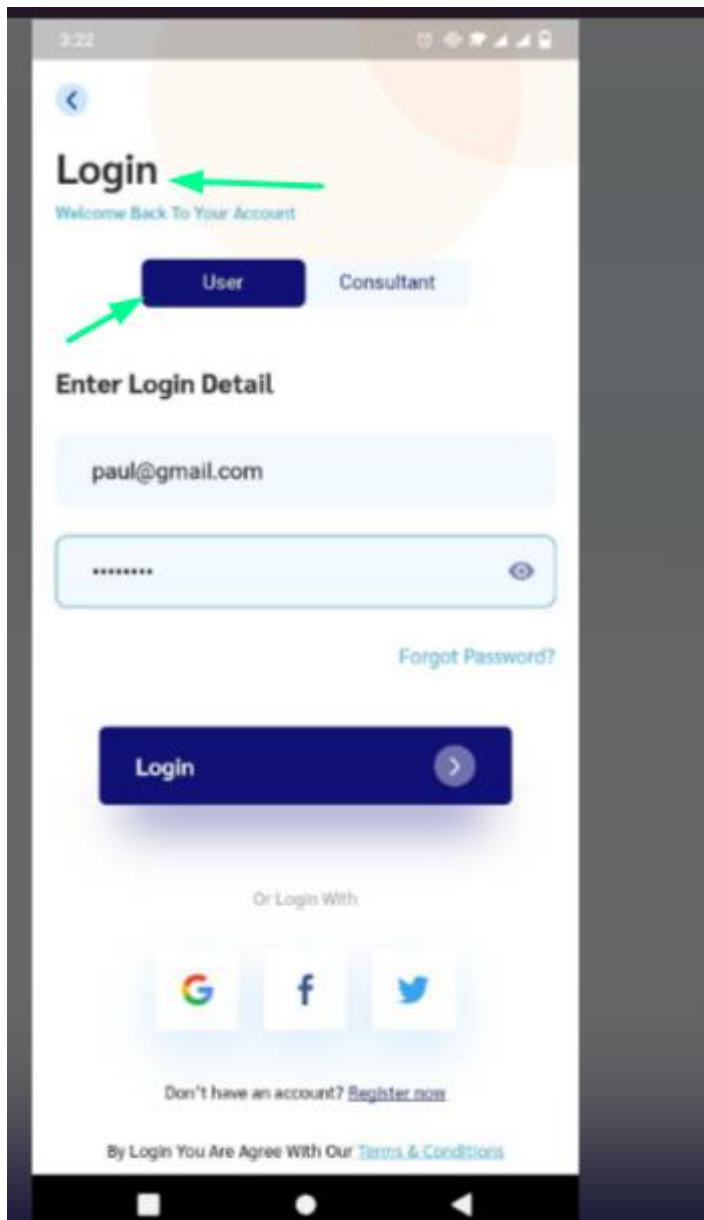 3:22
Login
Welcome Back To Your Account
User Consultant
Enter Login Detail
paul@gmail.com
••••••••
Forgot Password?
Login
Or Login With
Don't have an account? Register now
By Login You Are Agree With Our Terms & Conditions